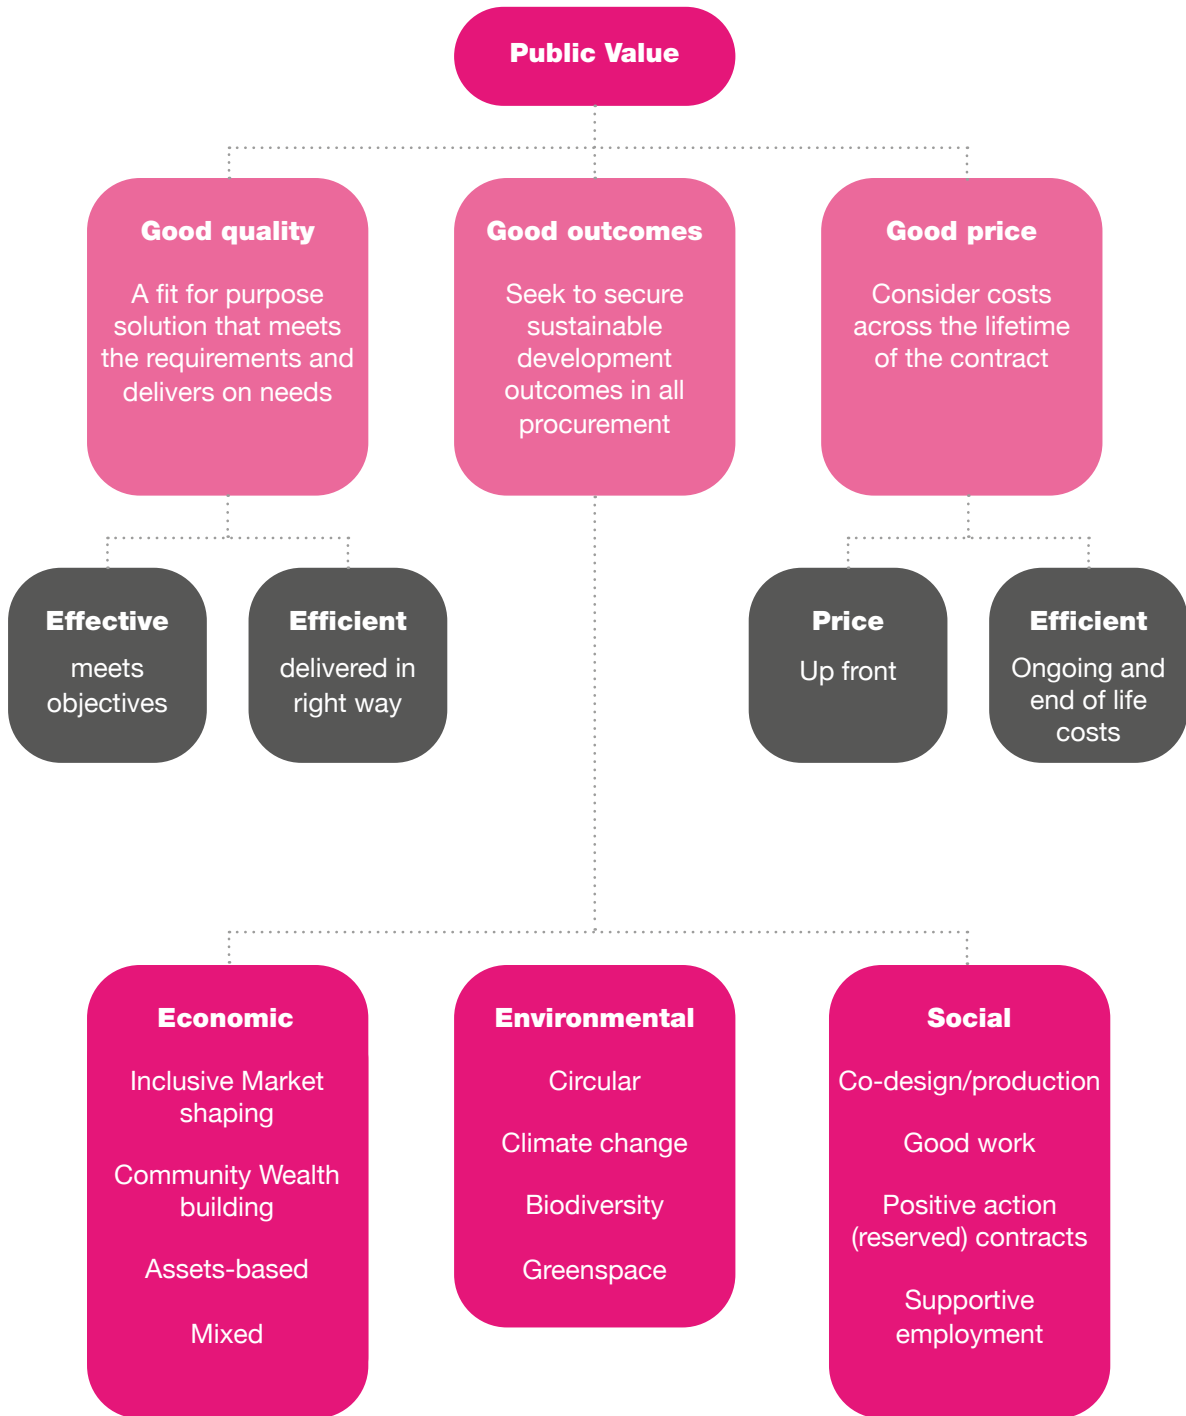 Public Value
Good quality
A fit for purpose
solution that meets
the requirements and
delivers on needs
Good outcomes
Seek to secure
sustainable
development
outcomes in all
procurement
Good price
Consider costs
across the lifetime
of the contract
Effective
meets
objectives
Efficient
delivered in
right way
Price
Up front
Efficient
Ongoing and
end of life
costs
Economic
Inclusive Market
shaping
Community Wealth
building
Assets-based
Mixed
Environmental
Circular
Climate change
Biodiversity
Greenspace
Social
Co-design/production
Good work
Positive action
(reserved) contracts
Supportive
employment